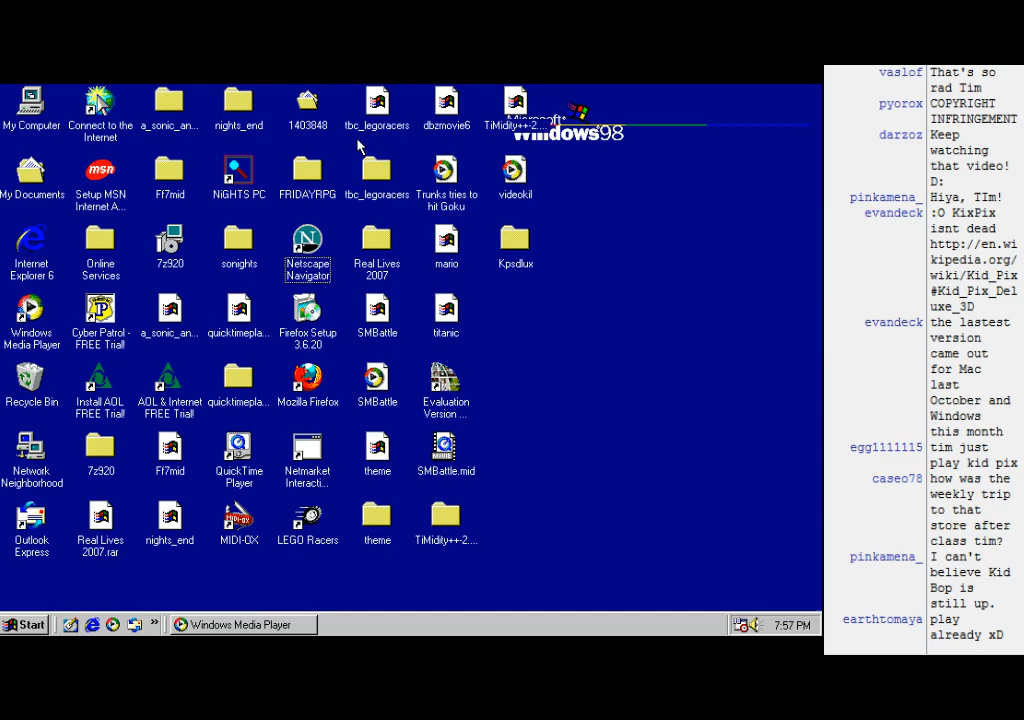 My Computer
Connect to the
Internet
a_sonic_an...
nights_end
1403848
tbc_legoracers
dbzmovie6
TiMidity++-2....
Microsoft
Windows98
My Documents
Setup MSN
Internet A...
Ff7mid
NiGHTS PC
FRIDAYRPG
tbc_legoracers
Trunks tries to
hit Goku
videokil
Internet
Explorer 6
Online
Services
7z920
sonights
Netscape
Navigator
Real Lives
2007
mario
Kpsdlux
Windows
Media Player
Cyber Patrol -
FREE Trial!
a_sonic_an...
quicktimepla...
Firefox Setup
3.6.20
SMBattle
titanic
Recycle Bin
Install AOL
FREE Trial!
AOL & Internet
FREE Trial!
quicktimepla...
Mozilla Firefox
SMBattle
Evaluation
Version ...
Network
Neighborhood
7z920
Ff7mid
QuickTime
Player
Netmarket
Interacti...
theme
SMBattle.mid
Outlook
Express
Real Lives
2007.rar
nights_end
MIDI-OX
LEGO Racers
theme
TiMidity++-2....
Start
Windows Media Player
7:57 PM
vaslof That's so
rad Tim
pyorox COPYRIGHT
INFRINGEMENT
darzoz Keep
watching
that video!
D:
pinkamena_ Hiya, TIm!
evandeck :O KixPix
isnt dead
http://en.wi
kipedia.org/
wiki/Kid_Pix
#Kid_Pix_Del
uxe_3D
evandeck the lastest
version
came out
for Mac
last
October and
Windows
this month
egg1111115 tim just
play kid pix
caseo78 how was the
weekly trip
to that
store after
class tim?
pinkamena_ I can't
believe Kid
Bop is
still up.
earthtomaya play
already xD